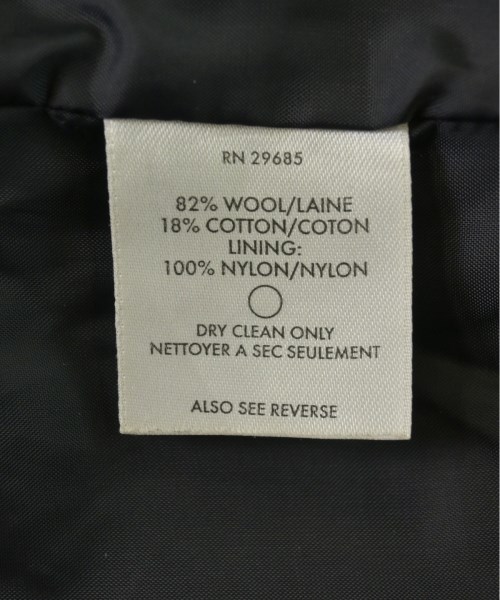 RN 29685
82% WOOL/LAINE
18% COTTON/COTON
LINING:
100% NYLON/NYLON
DRY CLEAN ONLY
NETTOYER A SEC SEULEMENT
ALSO SEE REVERSE